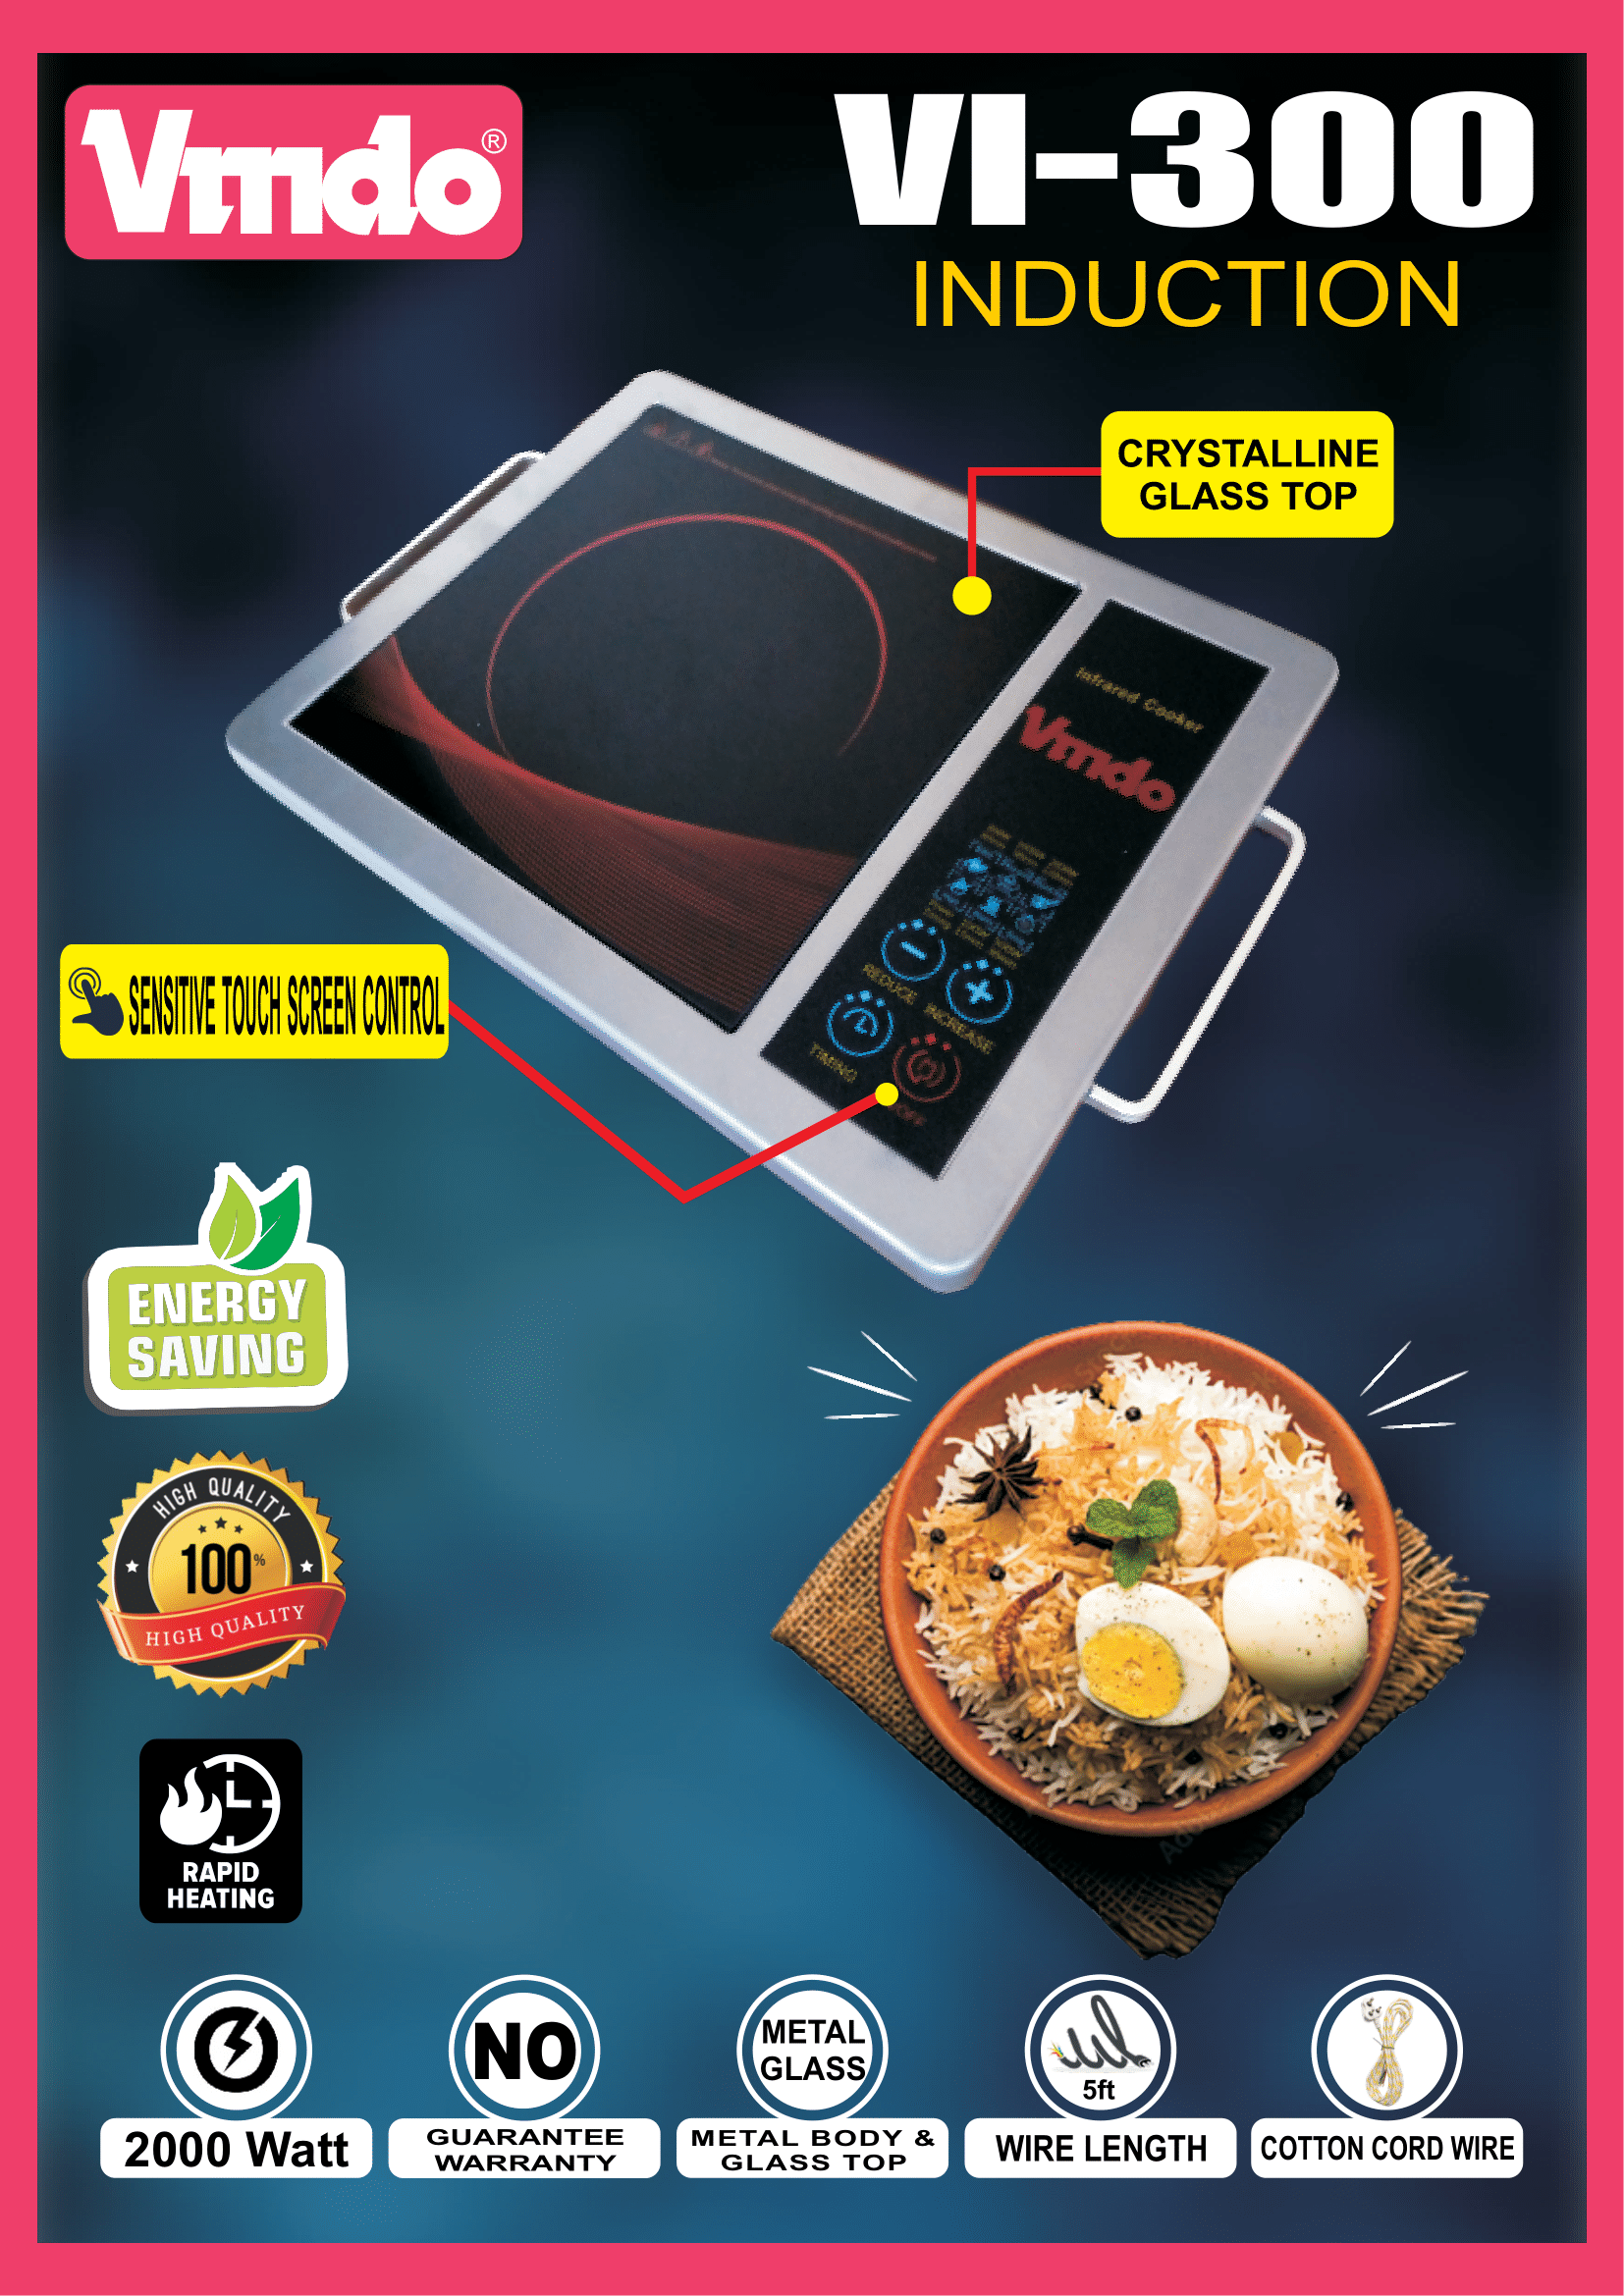 Vmdo®
VI-300
INDUCTION
CRYSTALLINE
GLASS TOP
Infrared Cooker
Vmdo
REDUCE
INCREASE
TIMING
SENSITIVE TOUCH SCREEN CONTROL
ENERGY
SAVING
HIGH QUALITY
100%
HIGH QUALITY
RAPID
HEATING
2000 Watt
NO
GUARANTEE
WARRANTY
METAL
GLASS
METAL BODY &
GLASS TOP
5ft
WIRE LENGTH
COTTON CORD WIRE